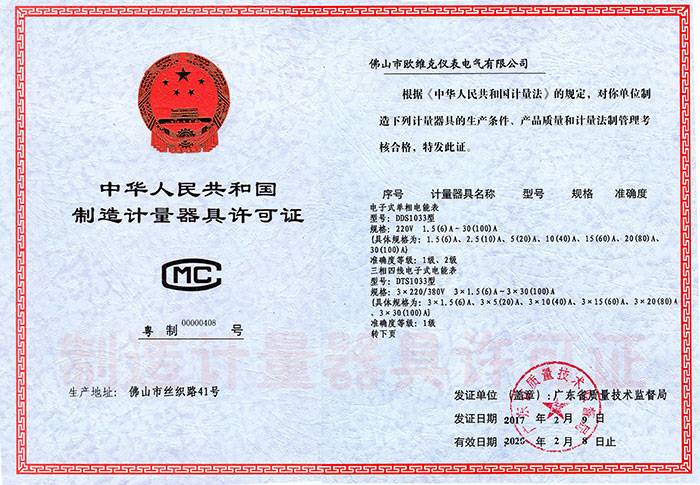 中华人民共和国
制造计量器具许可证
CMC
粤 制 00000408 号
生产地址: 佛山市丝织路41号
佛山市欧维克仪表电气有限公司
根据《中华人民共和国计量法》的规定, 对你单位制
造下列计量器具的生产条件、产品质量和计量法制管理考
核合格, 特发此证。
序号 计量器具名称 型号 规格 准确度
电子式单相电能表
型号: DDS1033型
规格: 220V 1.5(6)A~30(100)A
(具体规格为: 1.5(6)A、2.5(10)A、5(20)A、10(40)A、15(60)A、20(80)A、
30(100)A)
准确度等级: 1级、2级
三相四线电子式电能表
型号: DTS1033型
规格: 3×220/380V 3×1.5(6)A~3×30(100)A
(具体规格为: 3×1.5(6)A、3×5(20)A、3×10(40)A、3×15(60)A、3×20(80)A
、3×30(100)A)
准确度等级: 1级
转下页
制造计量器具许可证
发证单位 (盖章): 广东省质量技术监督局
发证日期 2017 年 2 月 9 日
有效日期 2020 年 2 月 8 日止
广东省质量技术监督局